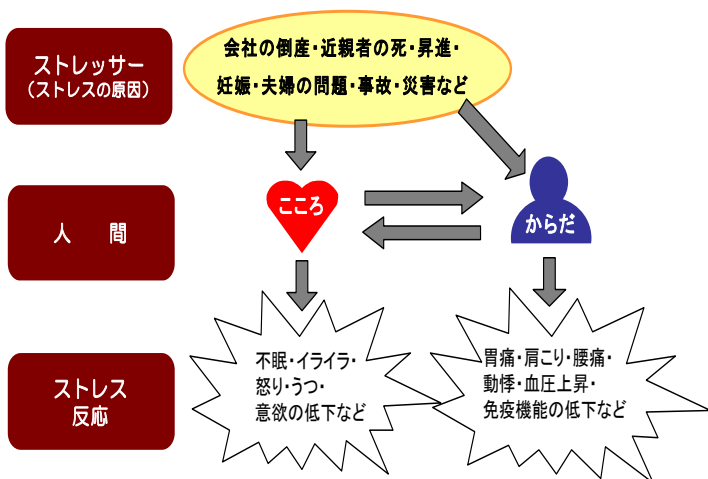 ストレッサー
（ストレスの原因）
会社の倒産・近親者の死・昇進・
妊娠・夫婦の問題・事故・災害など
人　間
こころ
からだ
ストレス
反応
不眠・イライラ・
怒り・うつ・
意欲の低下など
胃痛・肩こり・腰痛・
動悸・血圧上昇・
免疫機能の低下など